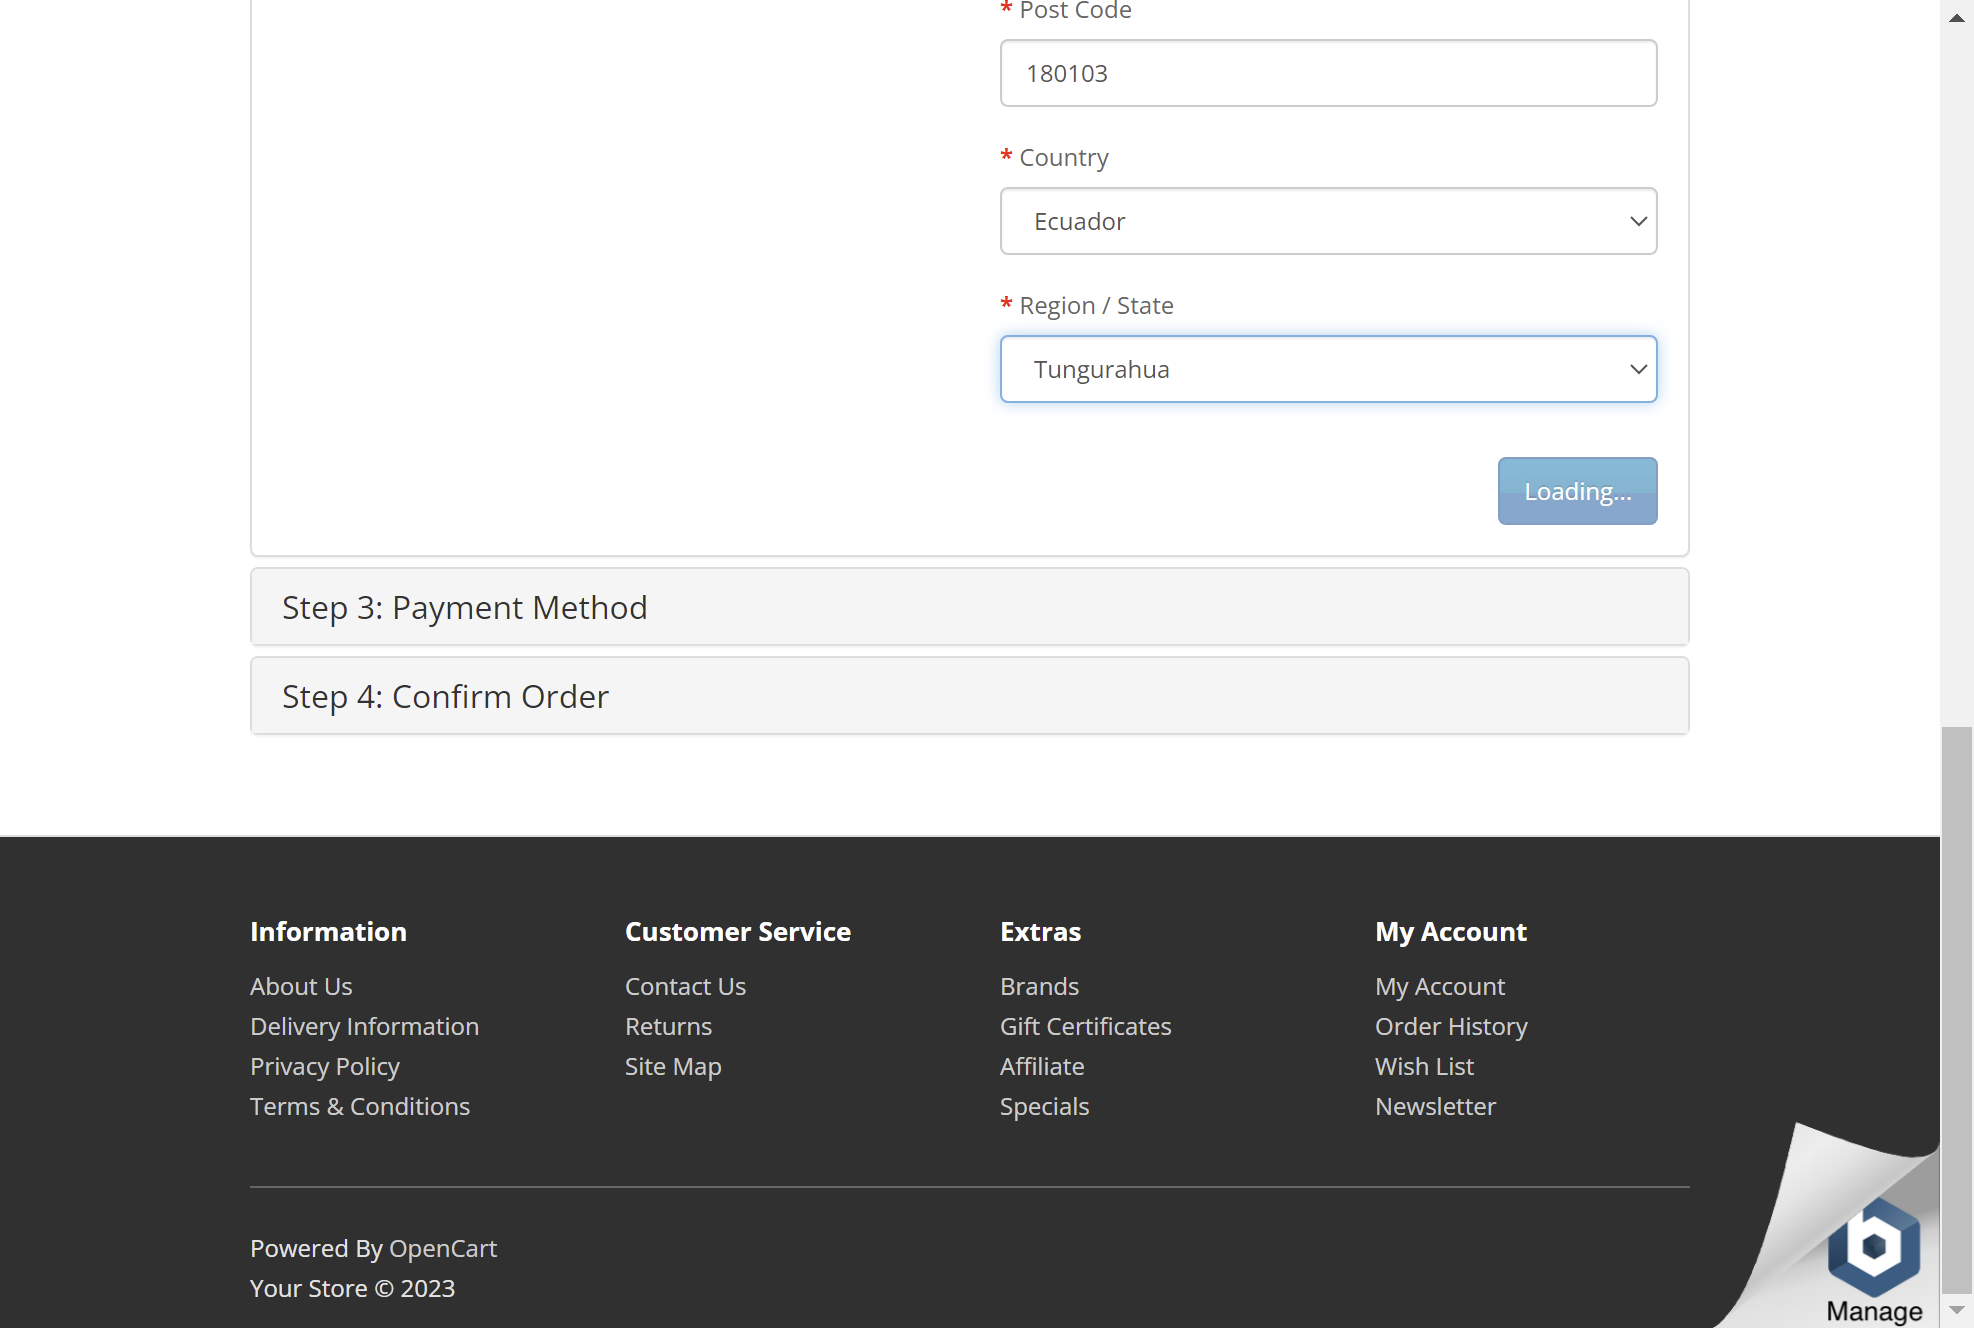 * Post Code
180103
* Country
Ecuador
* Region / State
Tungurahua
Loading...
Step 3: Payment Method
Step 4: Confirm Order
Information
About Us
Delivery Information
Privacy Policy
Terms & Conditions
Customer Service
Contact Us
Returns
Site Map
Extras
Brands
Gift Certificates
Affiliate
Specials
My Account
My Account
Order History
Wish List
Newsletter
Powered By OpenCart
Your Store © 2023
b
Manage